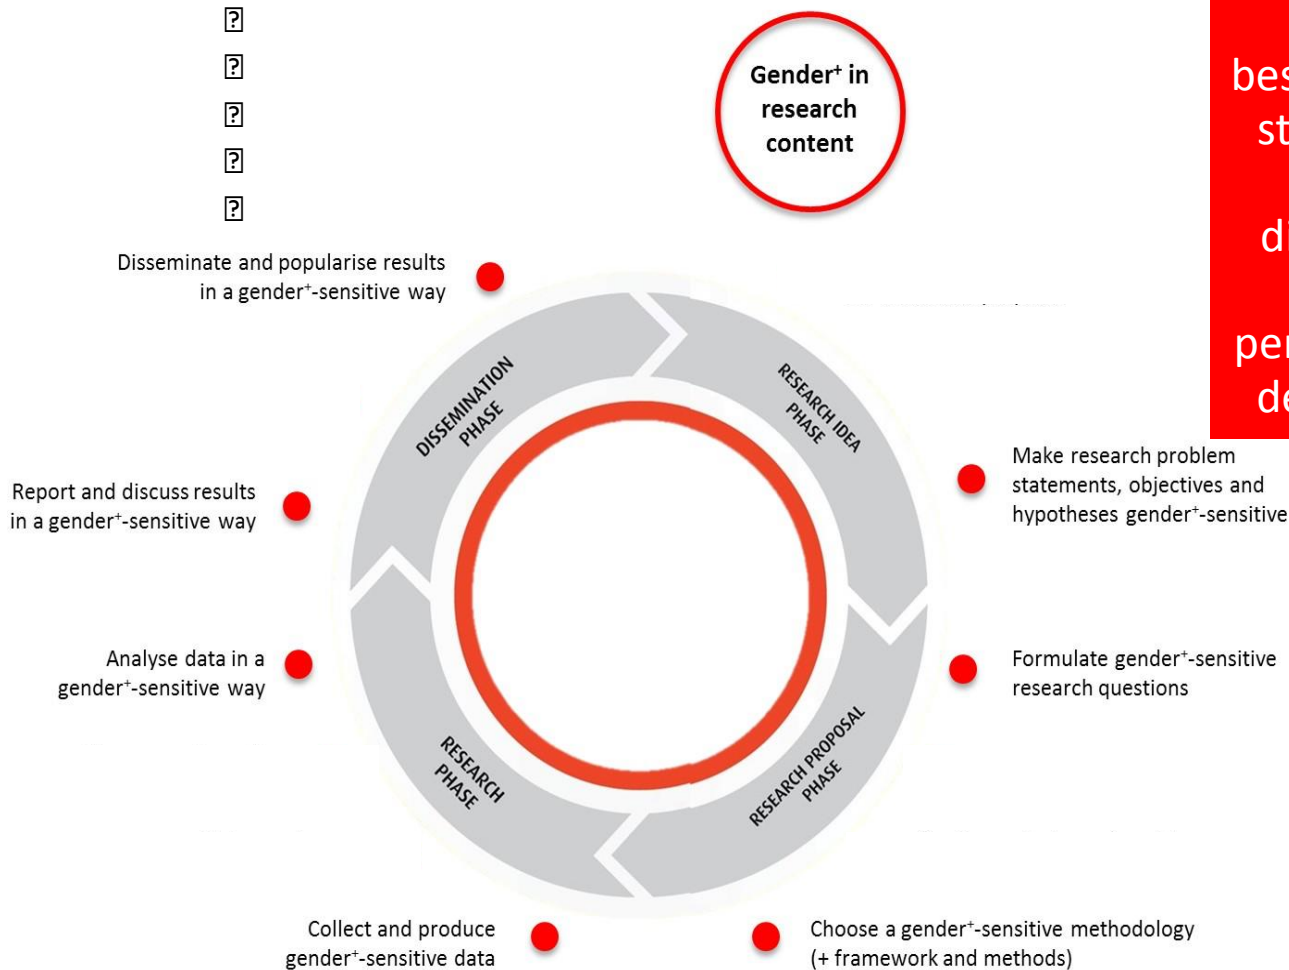 Gender⁺ in
research
content
Disseminate and popularise results
in a gender⁺-sensitive way
DISSEMINATION
PHASE
RESEARCH IDEA
PHASE
Make research problem
statements, objectives and
hypotheses gender⁺-sensitive
Report and discuss results
in a gender⁺-sensitive way
Analyse data in a
gender⁺-sensitive way
Formulate gender⁺-sensitive
research questions
RESEARCH
PHASE
RESEARCH PROPOSAL
PHASE
Collect and produce
gender⁺-sensitive data
Choose a gender⁺-sensitive methodology
(+ framework and methods)